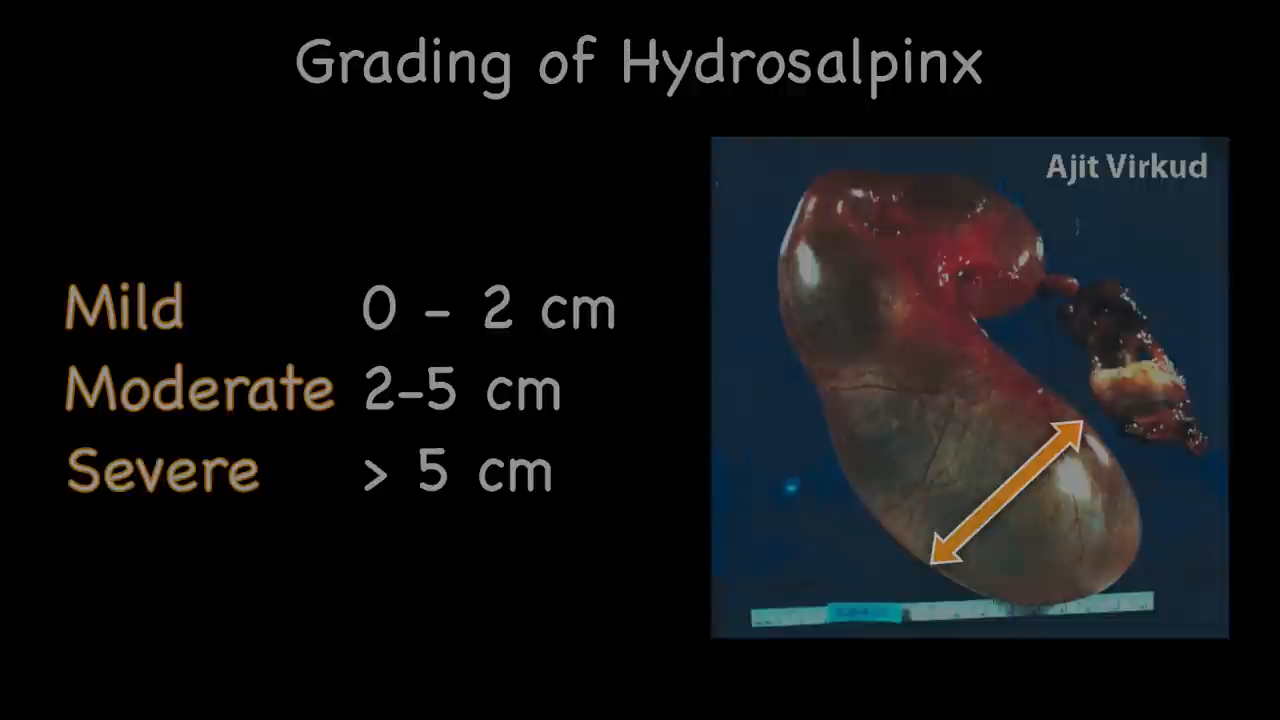 Grading of Hydrosalpinx
Ajit Virkud
Mild 0 - 2 cm
Moderate 2-5 cm
Severe > 5 cm